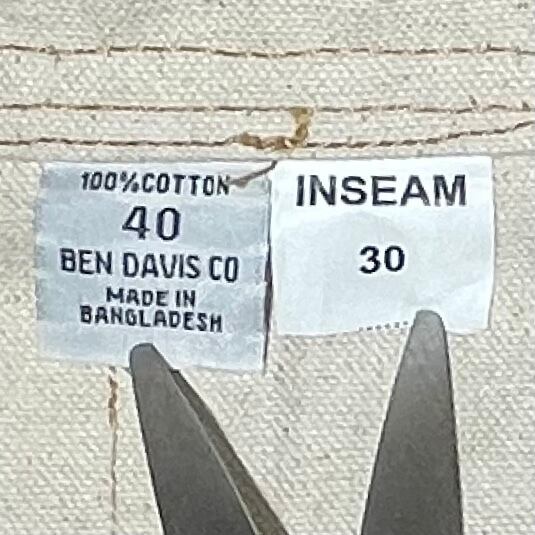 100%COTTON
40
BEN DAVIS CO
MADE IN
BANGLADESH
INSEAM
30